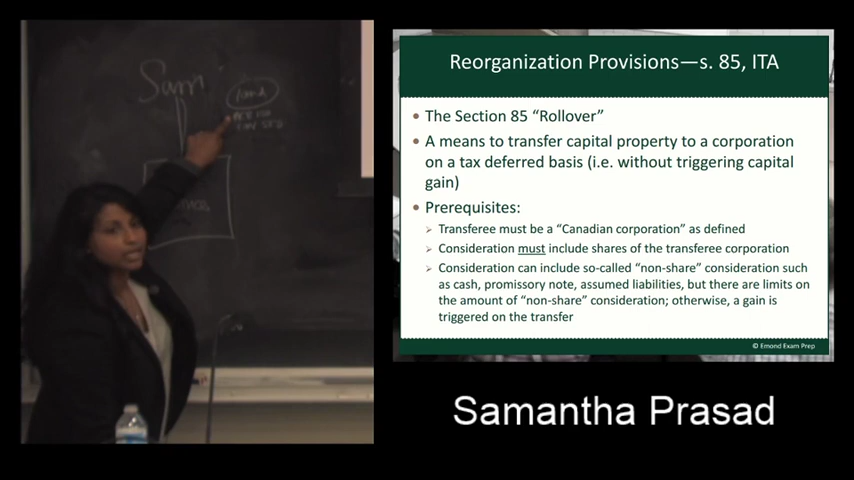 Sam
land
Reorganization Provisions—s. 85, ITA
• The Section 85 "Rollover"
• A means to transfer capital property to a corporation
on a tax deferred basis (i.e. without triggering capital
gain)
• Prerequisites:
➢ Transferee must be a "Canadian corporation" as defined
➢ Consideration must include shares of the transferee corporation
➢ Consideration can include so-called "non-share" consideration such
as cash, promissory note, assumed liabilities, but there are limits on
the amount of "non-share" consideration; otherwise, a gain is
triggered on the transfer
© Emond Exam Prep
Samantha Prasad